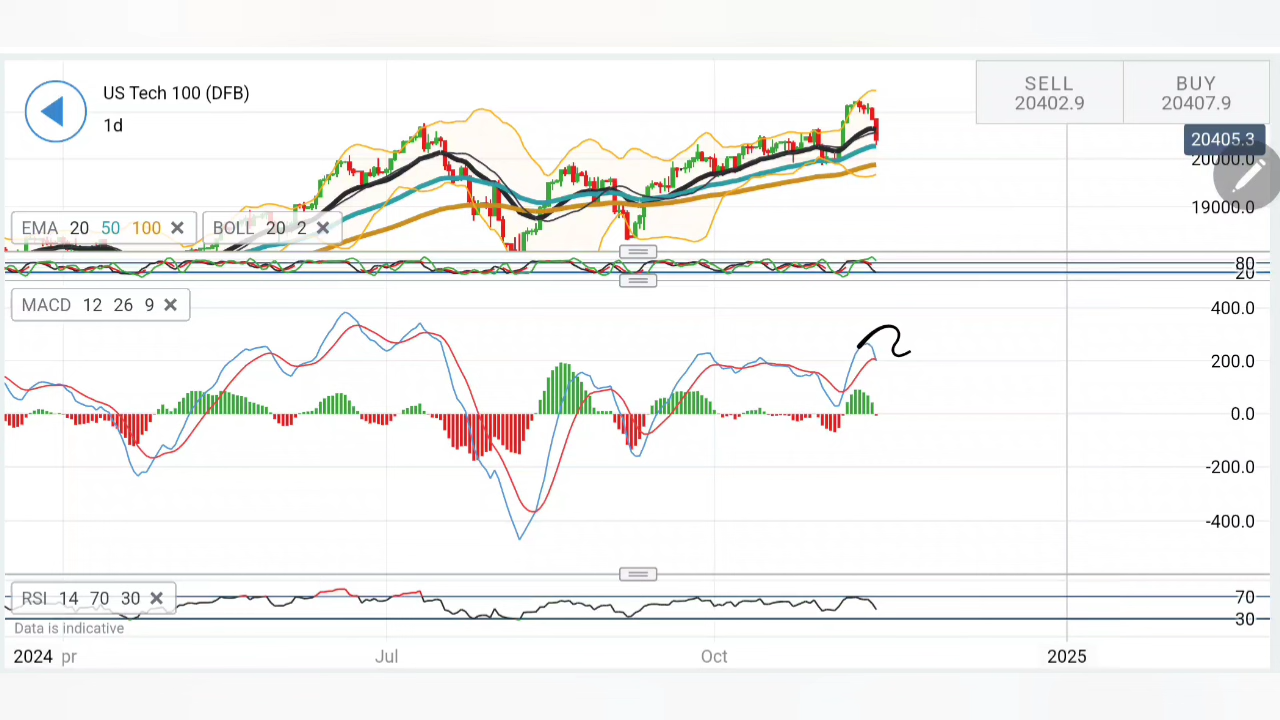 US Tech 100 (DFB)
1d
SELL
20402.9
BUY
20407.9
20405.3
20000.0
19000.0
EMA 20 50 100 ×
BOLL 20 2 ×
80
20
MACD 12 26 9 ×
400.0
200.0
0.0
-200.0
-400.0
RSI 14 70 30 ×
70
30
Data is indicative
2024 pr Jul Oct 2025